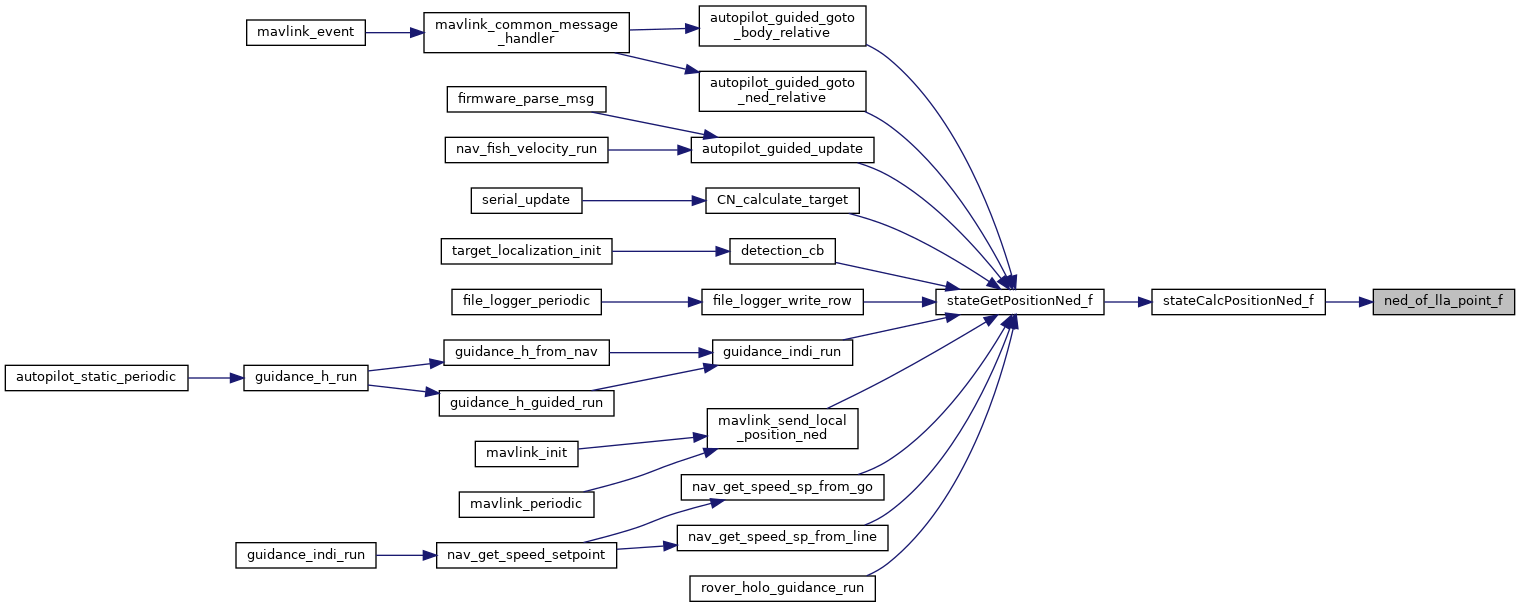 autopilot_guided_goto
_body_relative
mavlink_common_message
_handler
mavlink_event
autopilot_guided_goto
_ned_relative
firmware_parse_msg
autopilot_guided_update
nav_fish_velocity_run
serial_update
CN_calculate_target
target_localization_init
detection_cb
file_logger_periodic
file_logger_write_row
stateGetPositionNed_f
stateCalcPositionNed_f
ned_of_lla_point_f
guidance_h_from_nav
guidance_indi_run
autopilot_static_periodic
guidance_h_run
guidance_h_guided_run
mavlink_send_local
_position_ned
mavlink_init
nav_get_speed_sp_from_go
mavlink_periodic
nav_get_speed_sp_from_line
guidance_indi_run
nav_get_speed_setpoint
rover_holo_guidance_run